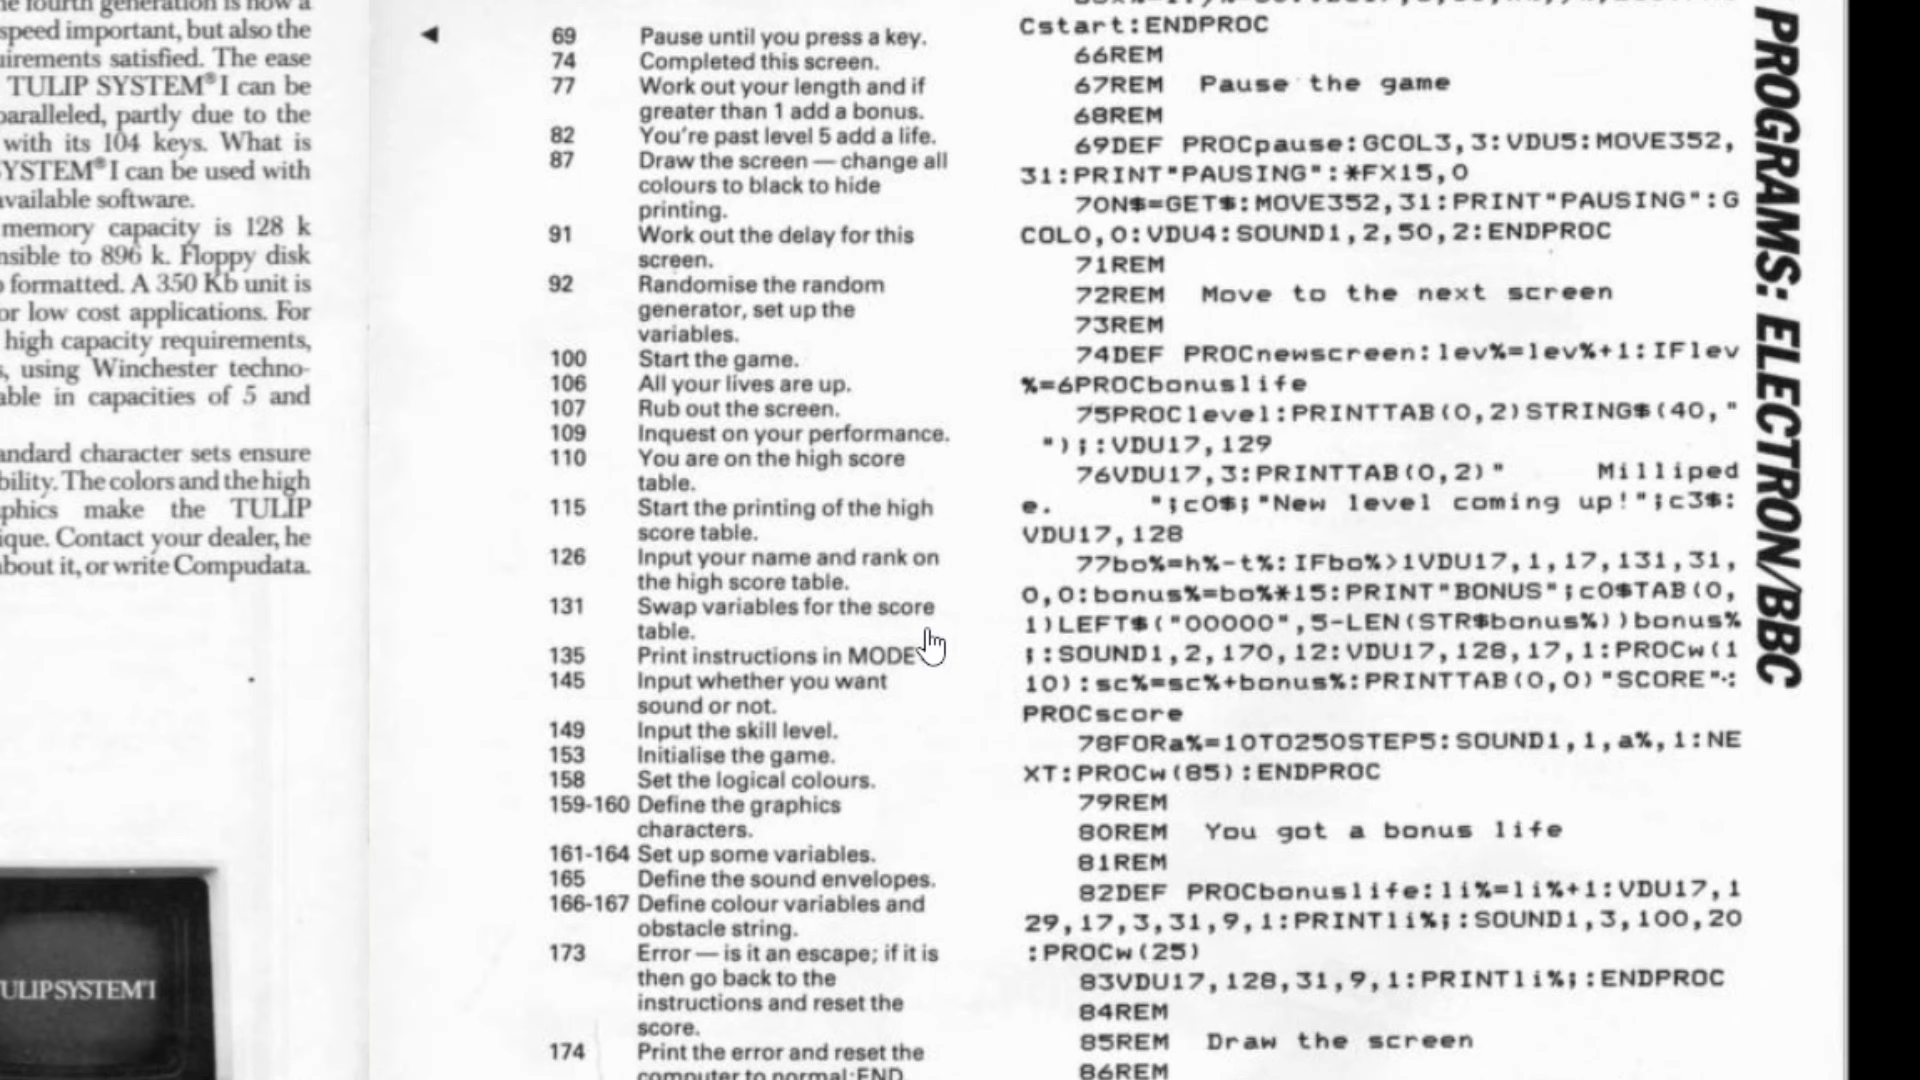 the fourth generation is now a
speed important, but also the
uirements satisfied. The ease
TULIP SYSTEM®I can be
paralleled, partly due to the
with its 104 keys. What is
SYSTEM®I can be used with
available software.
memory capacity is 128 k
nsible to 896 k. Floppy disk
o formatted. A 350 Kb unit is
or low cost applications. For
high capacity requirements,
s, using Winchester techno-
able in capacities of 5 and
andard character sets ensure
bility. The colors and the high
phics make the TULIP
ique. Contact your dealer, he
about it, or write Compudata.
ULIP SYSTEM'I
◄ 69 Pause until you press a key.
74 Completed this screen.
77 Work out your length and if
greater than 1 add a bonus.
82 You're past level 5 add a life.
87 Draw the screen — change all
colours to black to hide
printing.
91 Work out the delay for this
screen.
92 Randomise the random
generator, set up the
variables.
100 Start the game.
106 All your lives are up.
107 Rub out the screen.
109 Inquest on your performance.
110 You are on the high score
table.
115 Start the printing of the high
score table.
126 Input your name and rank on
the high score table.
131 Swap variables for the score
table.
135 Print instructions in MODE
145 Input whether you want
sound or not.
149 Input the skill level.
153 Initialise the game.
158 Set the logical colours.
159-160 Define the graphics
characters.
161-164 Set up some variables.
165 Define the sound envelopes.
166-167 Define colour variables and
obstacle string.
173 Error — is it an escape; if it is
then go back to the
instructions and reset the
score.
174 Print the error and reset the
computer to normal:END
Cstart:ENDPROC
66REM
67REM Pause the game
68REM
69DEF PROCpause:GCOL3,3:VDU5:MOVE352,
31:PRINT"PAUSING":*FX15,0
70N$=GET$:MOVE352,31:PRINT"PAUSING":G
COL0,0:VDU4:SOUND1,2,50,2:ENDPROC
71REM
72REM Move to the next screen
73REM
74DEF PROCnewscreen:lev%=lev%+1:IFlev
%=6PROCbonuslife
75PROClevel:PRINTTAB(0,2)STRING$(40,"
");:VDU17,129
76VDU17,3:PRINTTAB(0,2)" Milliped
e. ";c0$;"New level coming up!";c3$:
VDU17,128
77bo%=h%-t%:IFbo%>1VDU17,1,17,131,31,
0,0:bonus%=bo%*15:PRINT"BONUS";c0$TAB(0,
1)LEFT$("00000",5-LEN(STR$bonus%))bonus%
;:SOUND1,2,170,12:VDU17,128,17,1:PROCw(1
10):sc%=sc%+bonus%:PRINTTAB(0,0)"SCORE":
PROCscore
78FORa%=10TO250STEP5:SOUND1,1,a%,1:NE
XT:PROCw(85):ENDPROC
79REM
80REM You got a bonus life
81REM
82DEF PROCbonuslife:li%=li%+1:VDU17,1
29,17,3,31,9,1:PRINTli%;:SOUND1,3,100,20
:PROCw(25)
83VDU17,128,31,9,1:PRINTli%;:ENDPROC
84REM
85REM Draw the screen
86REM
PROGRAMS: ELECTRON/BBC